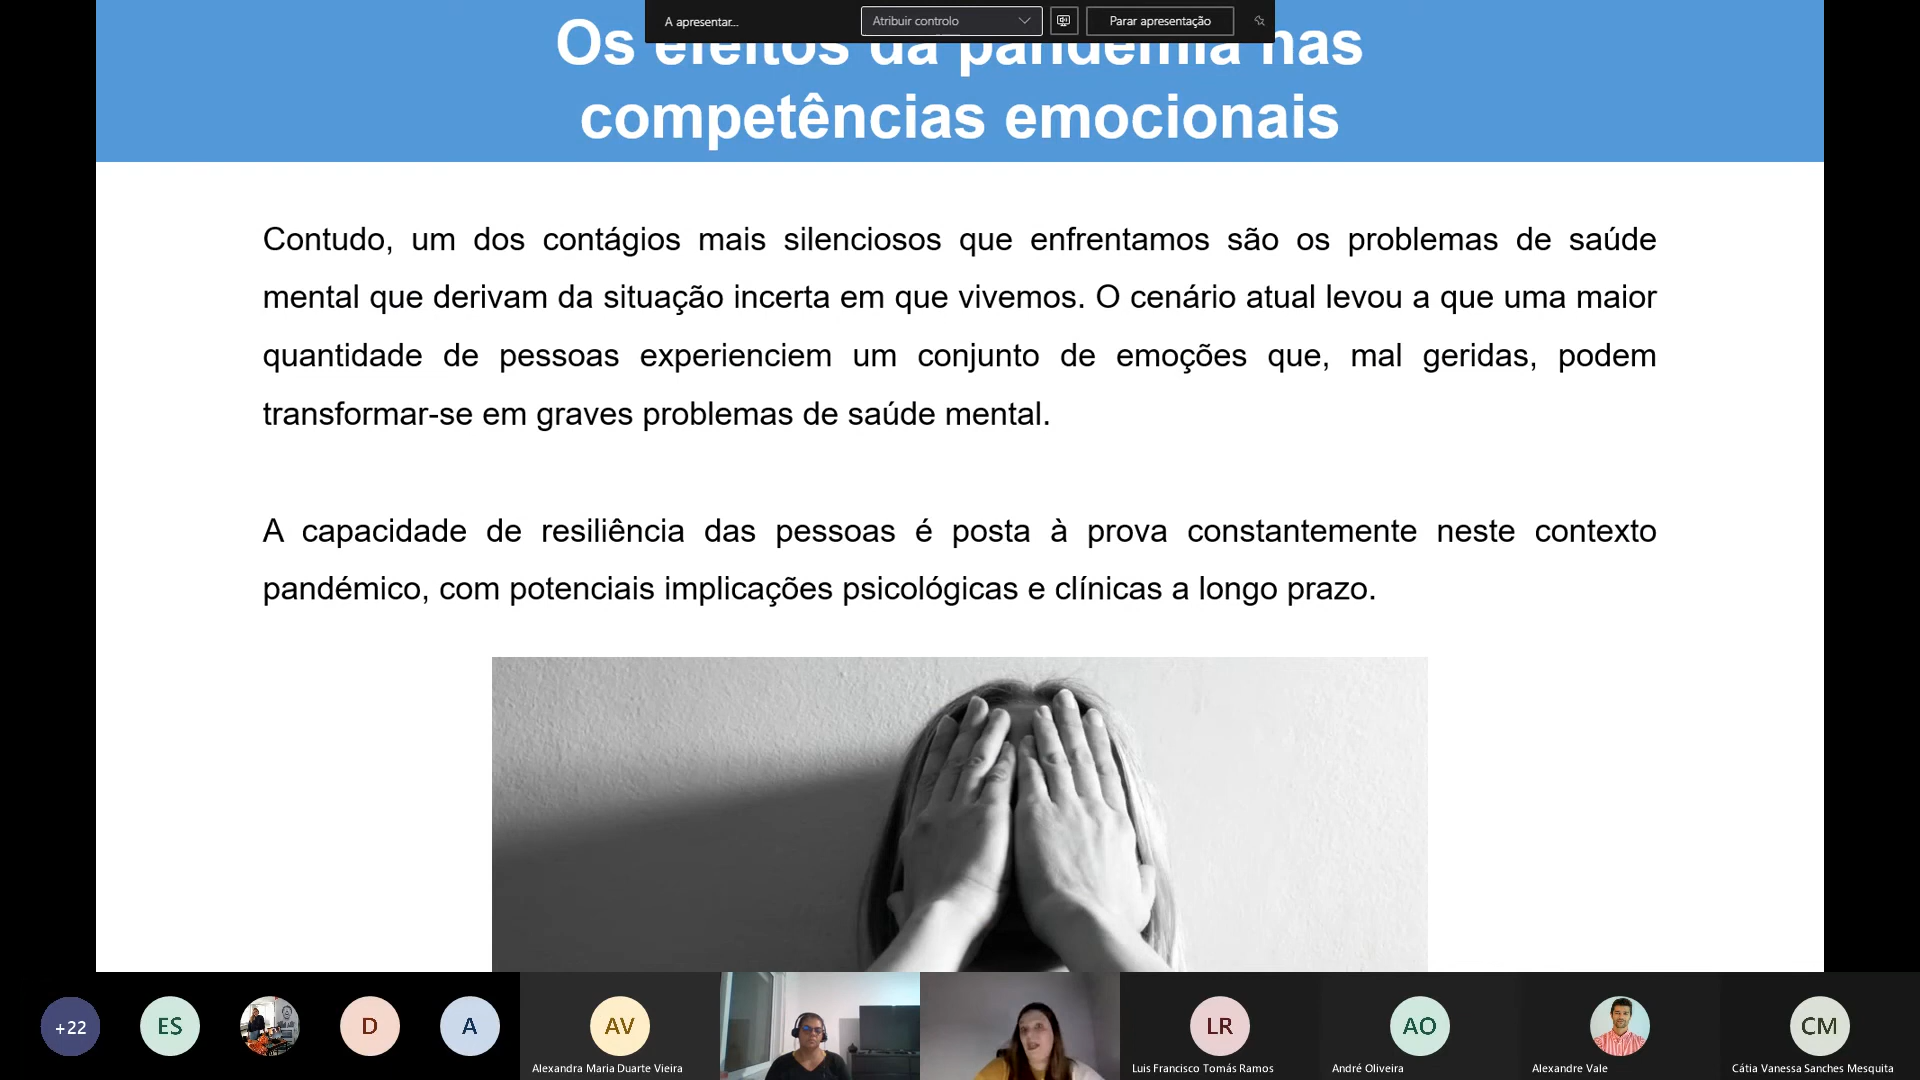 A apresentar...
Atribuir controlo
Parar apresentação
Os efeitos da pandemia nas
competências emocionais
Contudo, um dos contágios mais silenciosos que enfrentamos são os problemas de saúde
mental que derivam da situação incerta em que vivemos. O cenário atual levou a que uma maior
quantidade de pessoas experienciem um conjunto de emoções que, mal geridas, podem
transformar-se em graves problemas de saúde mental.
A capacidade de resiliência das pessoas é posta à prova constantemente neste contexto
pandémico, com potenciais implicações psicológicas e clínicas a longo prazo.
+22
ES
D
A
AV
LR
AO
CM
Alexandra Maria Duarte Vieira
Luis Francisco Tomás Ramos
André Oliveira
Alexandre Vale
Cátia Vanessa Sanches Mesquita